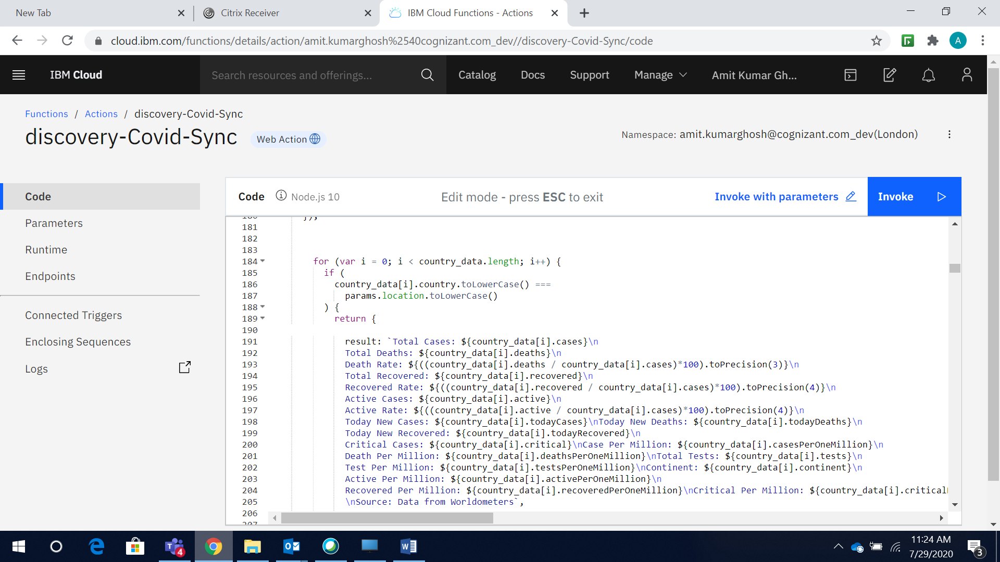 New Tab
Citrix Receiver
IBM Cloud Functions - Actions
cloud.ibm.com/functions/details/action/amit.kumarghosh%2540cognizant.com_dev//discovery-Covid-Sync/code
A
IBM Cloud
Search resources and offerings...
Catalog
Docs
Support
Manage
Amit Kumar Gh...
Functions / Actions / discovery-Covid-Sync
discovery-Covid-Sync
Web Action
Namespace: amit.kumarghosh@cognizant.com_dev(London)
Code
Parameters
Runtime
Endpoints
Connected Triggers
Enclosing Sequences
Logs
Code
Node.js 10
Edit mode - press ESC to exit
Invoke with parameters
Invoke
180 });
181
182
183
184 for (var i = 0; i < country_data.length; i++) {
185 if (
186 country_data[i].country.toLowerCase() ===
187 params.location.toLowerCase()
188 ) {
189 return {
190
191 result: `Total Cases: ${country_data[i].cases}\n
192 Total Deaths: ${country_data[i].deaths}\n
193 Death Rate: ${((country_data[i].deaths / country_data[i].cases)*100).toPrecision(3)}\n
194 Total Recovered: ${country_data[i].recovered}\n
195 Recovered Rate: ${((country_data[i].recovered / country_data[i].cases)*100).toPrecision(4)}\n
196 Active Cases: ${country_data[i].active}\n
197 Active Rate: ${((country_data[i].active / country_data[i].cases)*100).toPrecision(4)}\n
198 Today New Cases: ${country_data[i].todayCases}\nToday New Deaths: ${country_data[i].todayDeaths}\n
199 Today New Recovered: ${country_data[i].todayRecovered}\n
200 Critical Cases: ${country_data[i].critical}\nCase Per Million: ${country_data[i].casesPerOneMillion}\n
201 Death Per Million: ${country_data[i].deathsPerOneMillion}\nTotal Tests: ${country_data[i].tests}\n
202 Test Per Million: ${country_data[i].testsPerOneMillion}\nContinent: ${country_data[i].continent}\n
203 Active Per Million: ${country_data[i].activePerOneMillion}\n
204 Recovered Per Million: ${country_data[i].recoveredPerOneMillion}\nCritical Per Million: ${country_data[i].critical
205 \nSource: Data from Worldometers`,
206
207
4
11:24 AM
7/29/2020
3